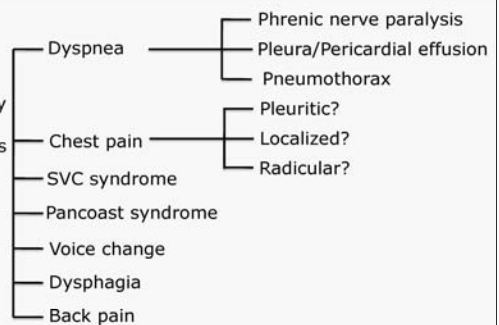 Phrenic nerve paralysis
Dyspnea
Pleura/Pericardial effusion
Pneumothorax
Pleuritic?
Chest pain
Localized?
Radicular?
SVC syndrome
Pancoast syndrome
Voice change
Dysphagia
Back pain